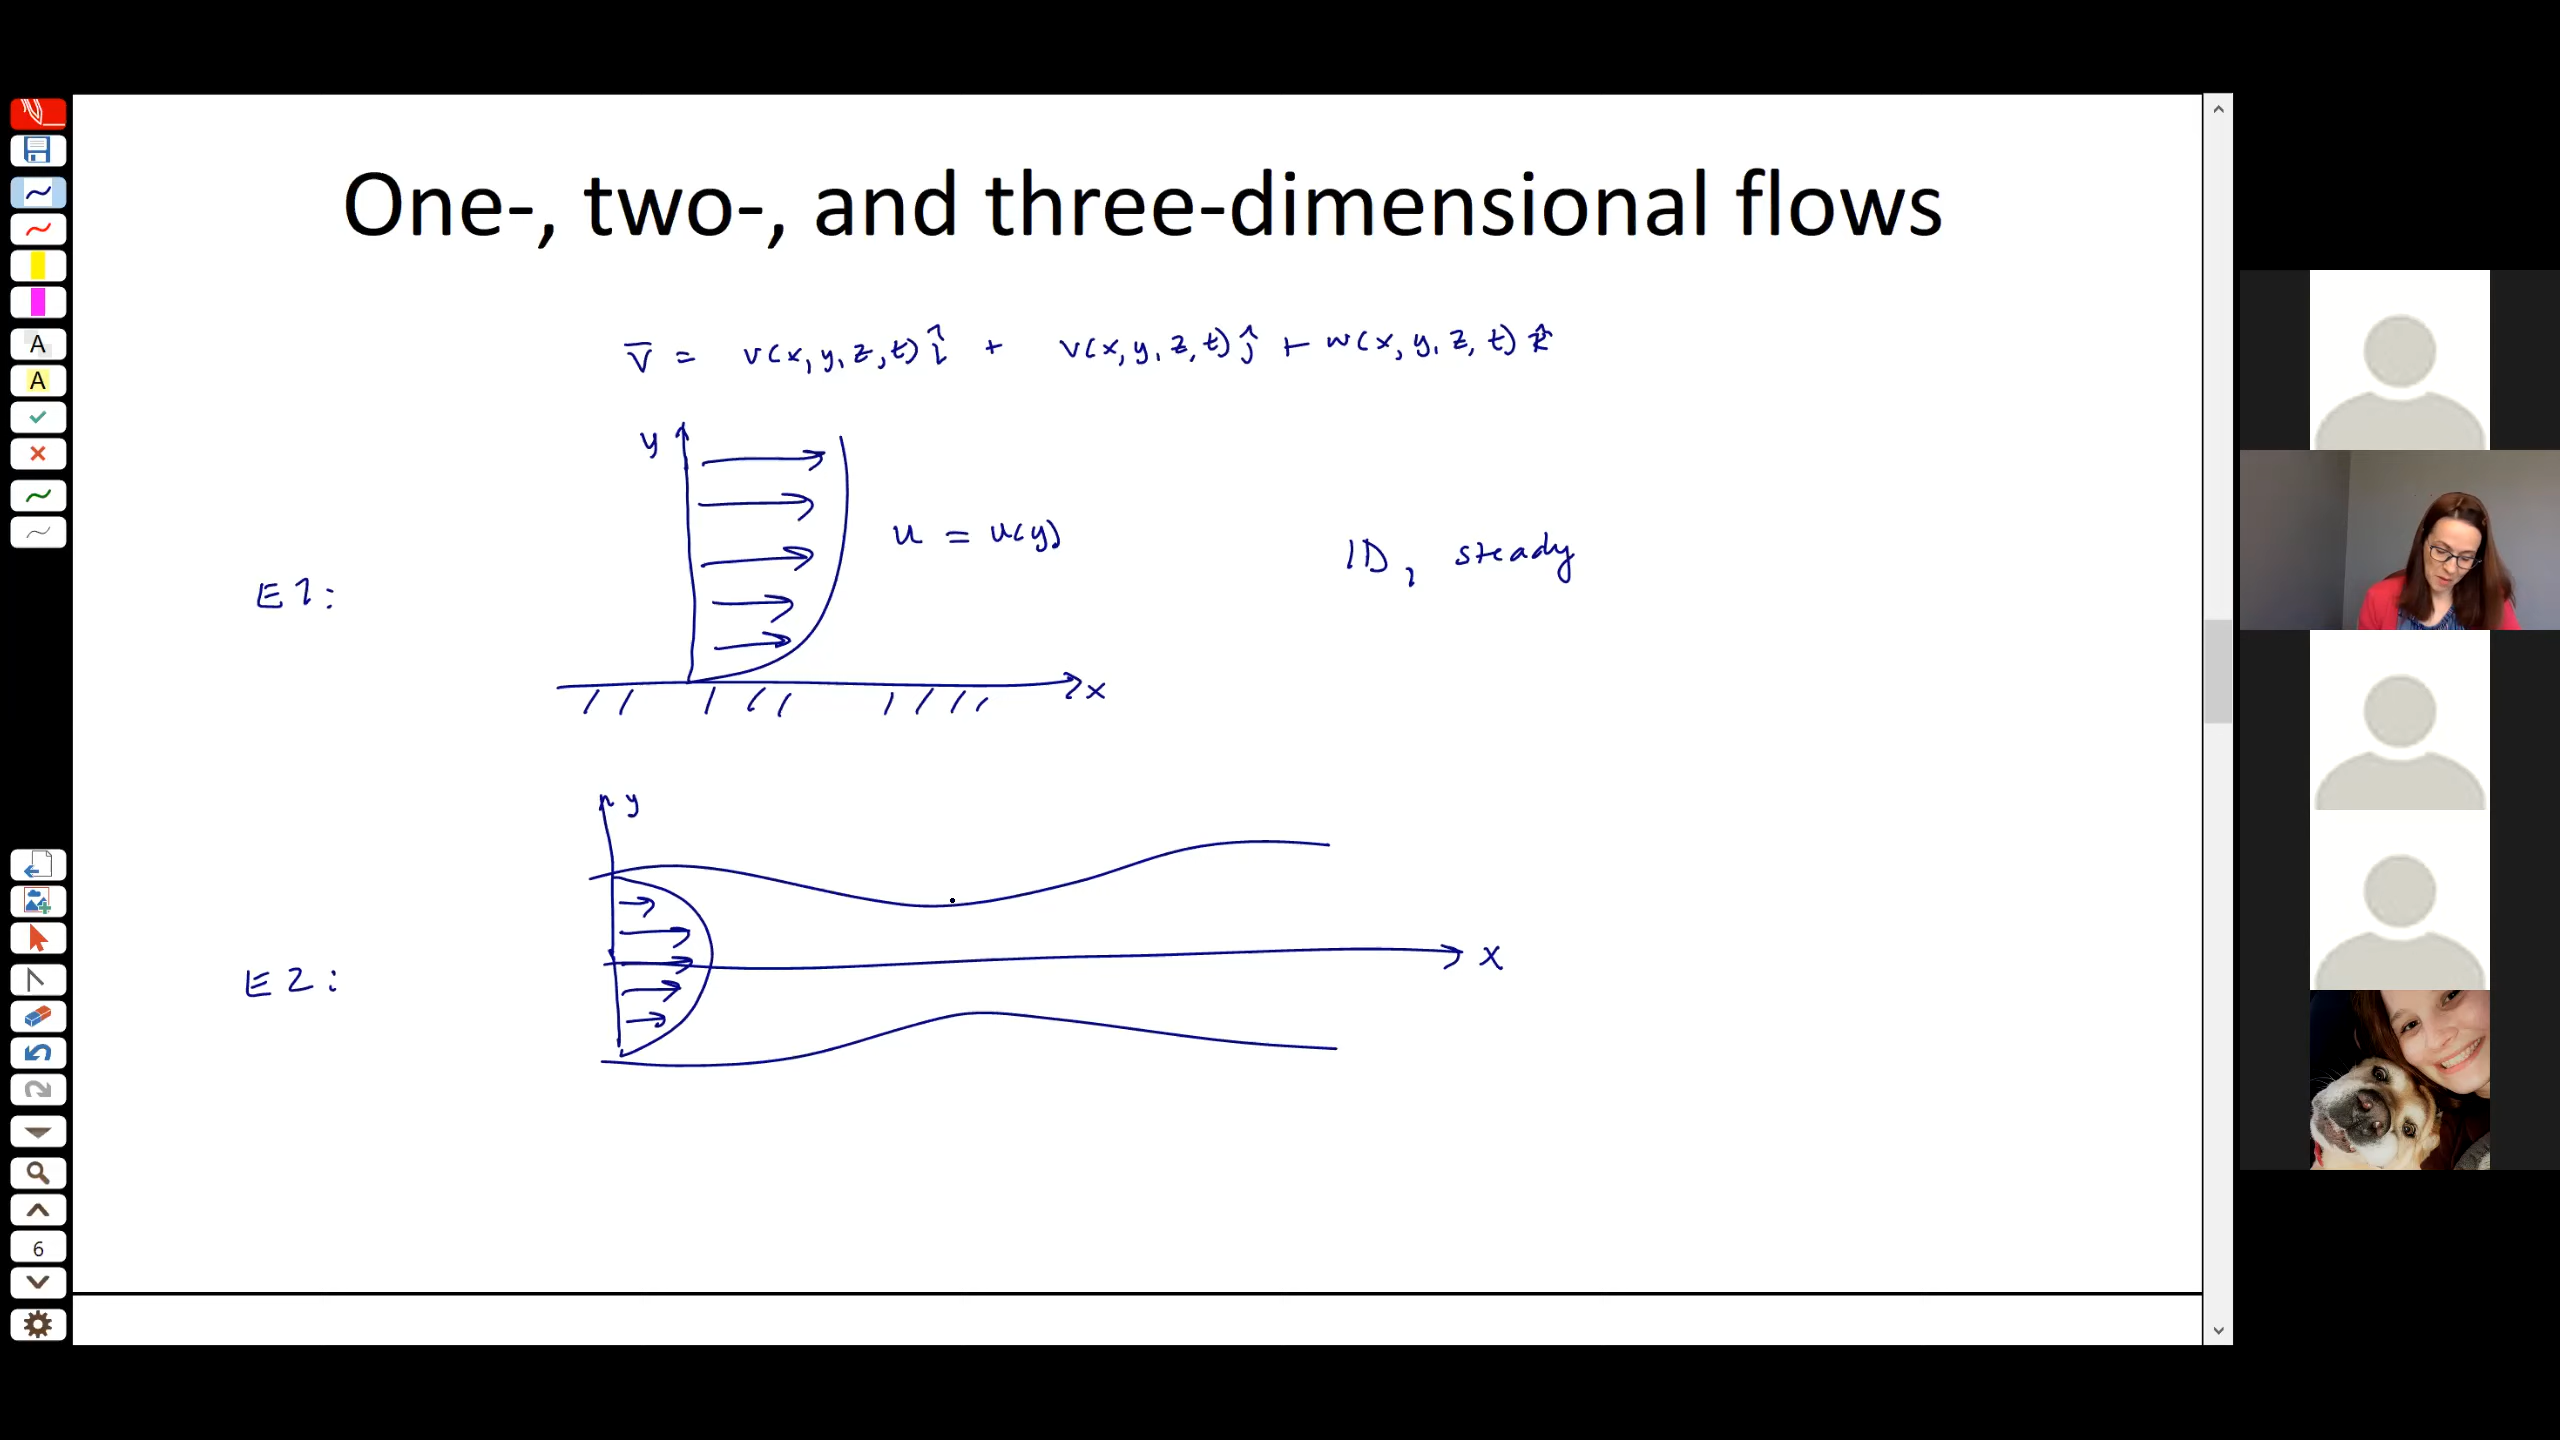 One-, two-, and three-dimensional flows
V̅ = v(x, y, z, t) î + v(x, y, z, t) ĵ + w(x, y, z, t) k̂
y
u = u(y)
1D, steady
E1:
x
y
E2:
x
A
A
6